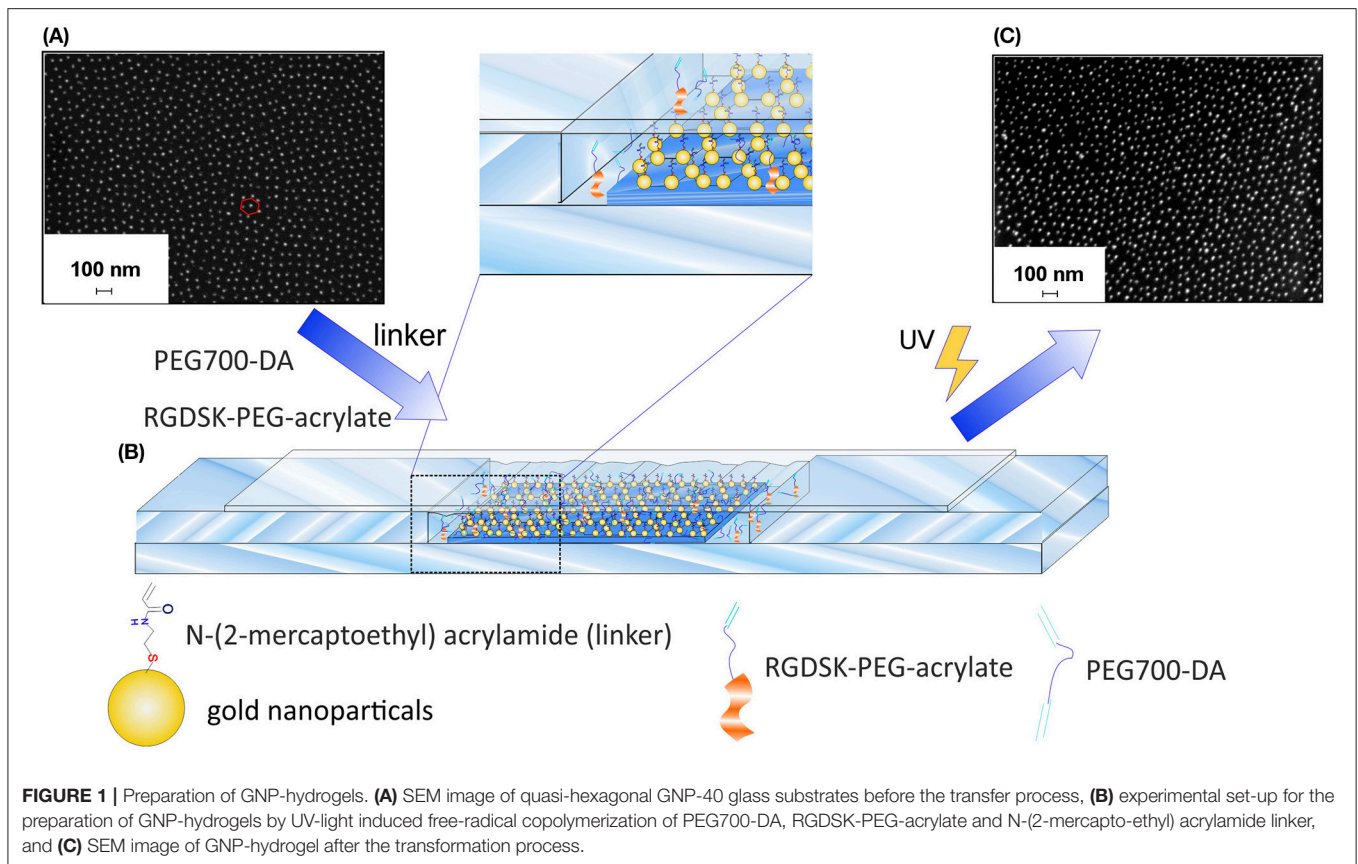 (A)
100 nm
(C)
100 nm
linker
PEG700-DA
RGDSK-PEG-acrylate
UV
(B)
O
N
H
S
N-(2-mercaptoethyl) acrylamide (linker)
gold nanoparticals
RGDSK-PEG-acrylate
PEG700-DA
FIGURE 1 | Preparation of GNP-hydrogels. (A) SEM image of quasi-hexagonal GNP-40 glass substrates before the transfer process, (B) experimental set-up for the
preparation of GNP-hydrogels by UV-light induced free-radical copolymerization of PEG700-DA, RGDSK-PEG-acrylate and N-(2-mercapto-ethyl) acrylamide linker,
and (C) SEM image of GNP-hydrogel after the transformation process.